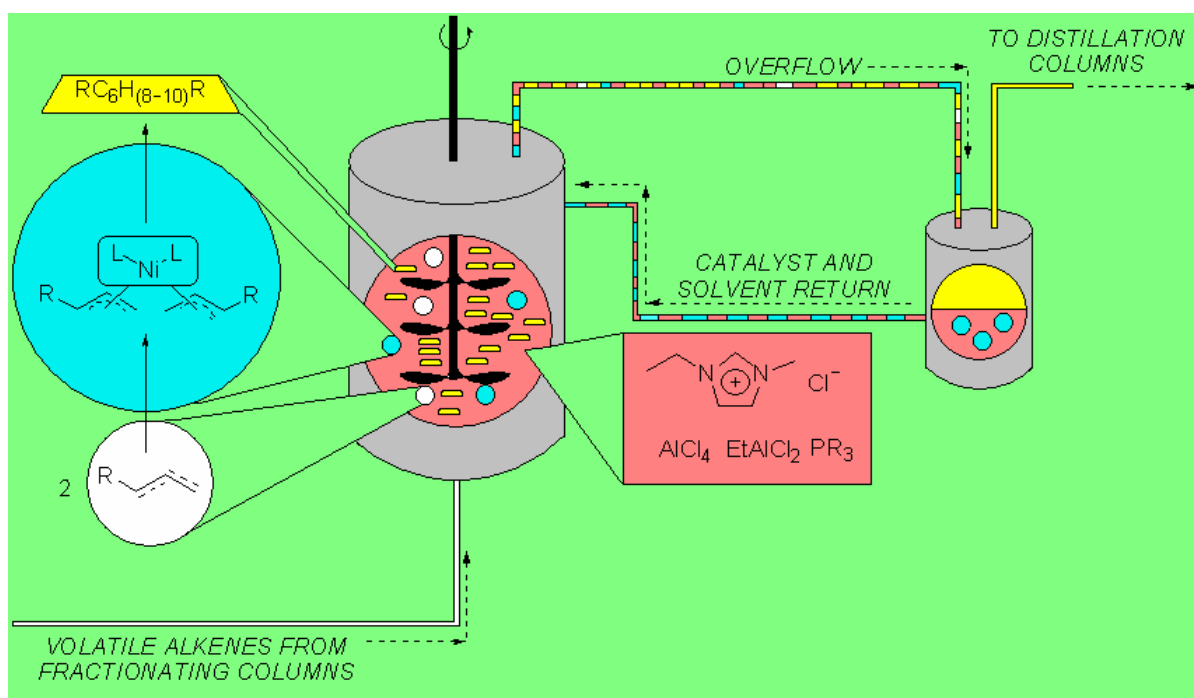 TO DISTILLATION
COLUMNS
OVERFLOW
RC₆H₍₈₋₁₀₎R
L L
Ni
R R
CATALYST AND
SOLVENT RETURN
N + N Cl⁻
AlCl₄ EtAlCl₂ PR₃
2 R
VOLATILE ALKENES FROM
FRACTIONATING COLUMNS